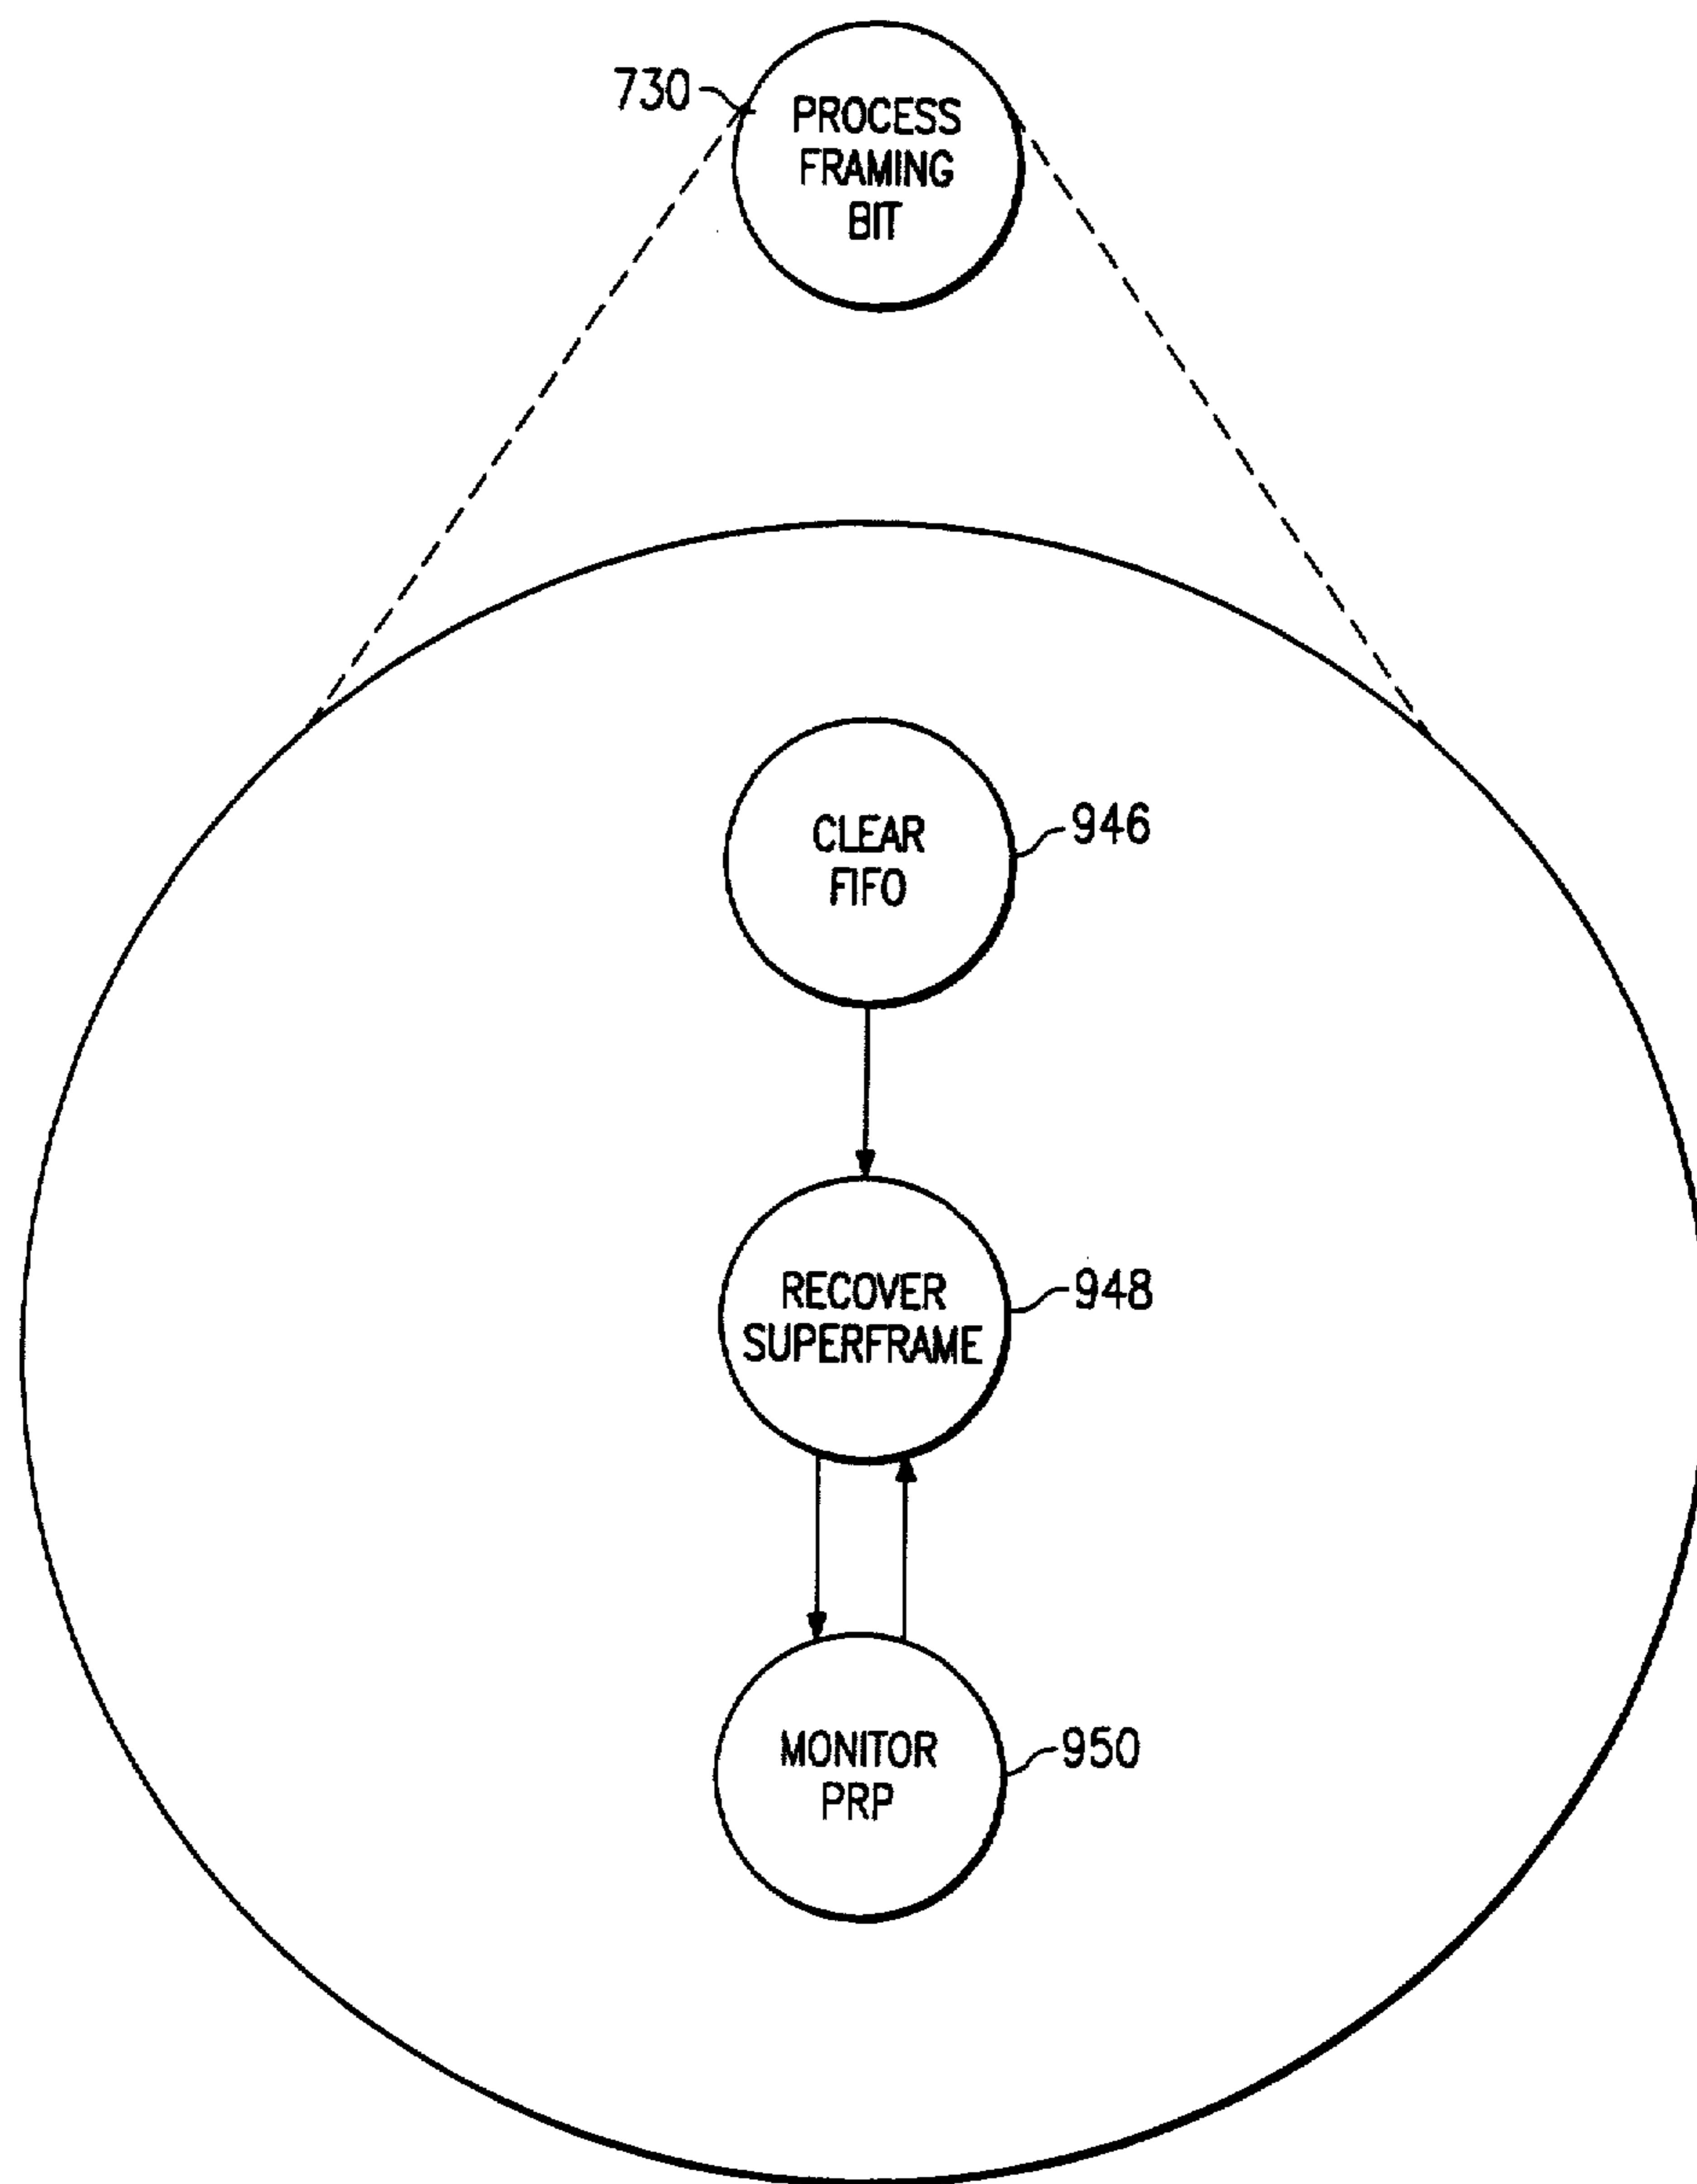 730
PROCESS
FRAMING
BIT
CLEAR
FIFO
946
RECOVER
SUPERFRAME
948
MONITOR
PRP
950